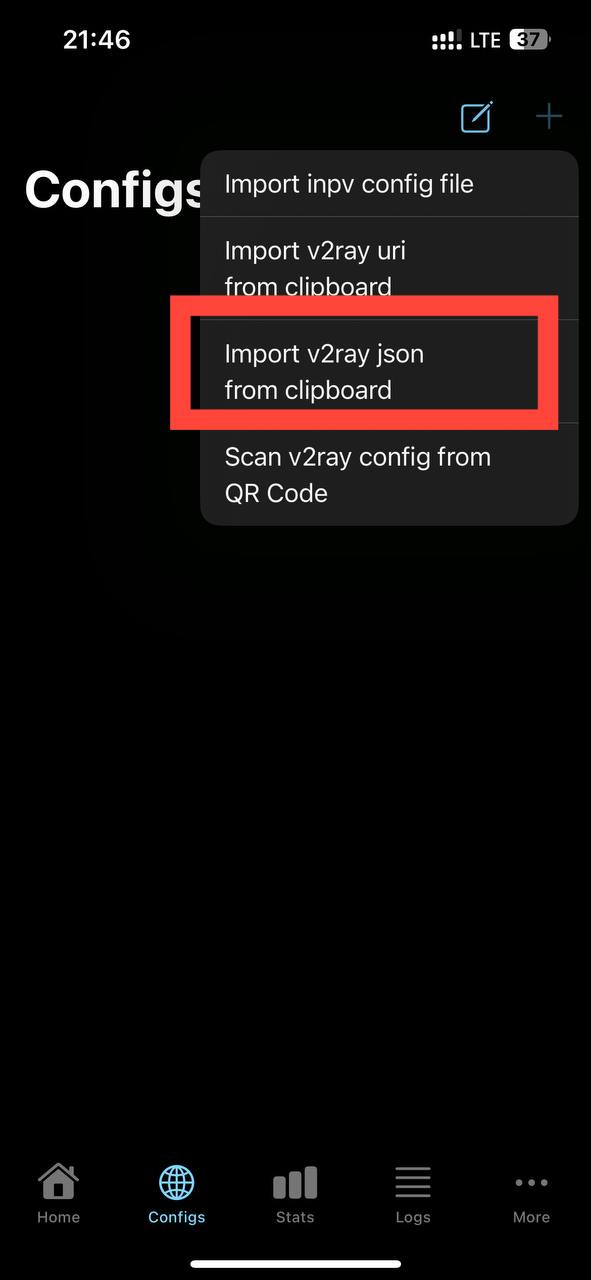 21:46
LTE 37
Configs
Import inpv config file
Import v2ray uri
from clipboard
Import v2ray json
from clipboard
Scan v2ray config from
QR Code
Home
Configs
Stats
Logs
More